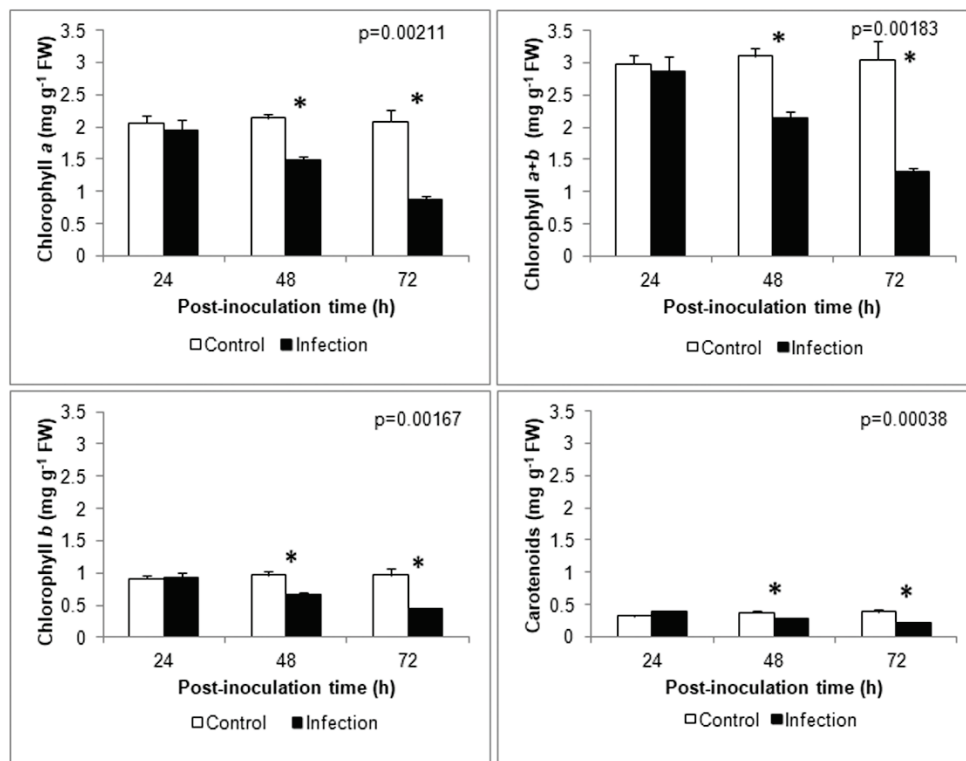 p=0.00211
Chlorophyll a (mg g-1 FW)
3.5
3
2.5
2
1.5
1
0.5
0
* *
24 48 72
Post-inoculation time (h)
Control Infection
p=0.00183
Chlorophyll a+b (mg g-1 FW)
3.5
3
2.5
2
1.5
1
0.5
0
* *
24 48 72
Post-inoculation time (h)
Control Infection
p=0.00167
Chlorophyll b (mg g-1 FW)
3.5
3
2.5
2
1.5
1
0.5
0
* *
24 48 72
Post-inoculation time (h)
Control Infection
p=0.00038
Carotenoids (mg g-1 FW)
3.5
3
2.5
2
1.5
1
0.5
0
* *
24 48 72
Post-inoculation time (h)
Control Infection